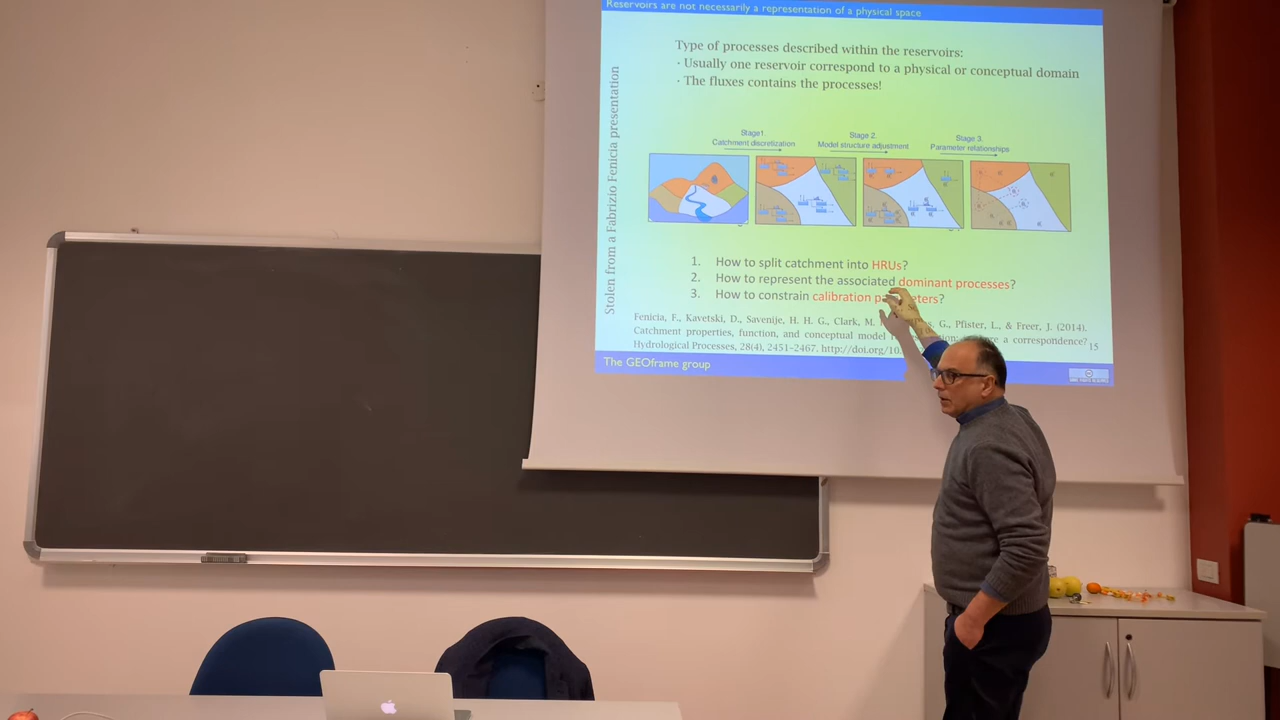 Reservoirs are not necessarily a representation of a physical space
Stolen from a Fabrizio Fenicia presentation
Type of processes described within the reservoirs:
· Usually one reservoir correspond to a physical or conceptual domain
· The fluxes contains the processes!
Stage1.
Catchment discretization
Stage 2.
Model structure adjustment
Stage 3.
Parameter relationships
1. How to split catchment into HRUs?
2. How to represent the associated dominant processes?
3. How to constrain calibration p meters?
Fenicia, F., Kavetski, D., Savenije, H. H. G., Clark, M. G., Pfister, L., & Freer, J. (2014).
Catchment properties, function, and conceptual model a correspondence?
Hydrological Processes, 28(4), 2451–2467. http://doi.org/10.
15
The GEOframe group